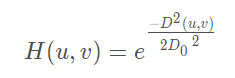 H(u, v) = e^{\frac{-D^2(u,v)}{2D_0^2}}